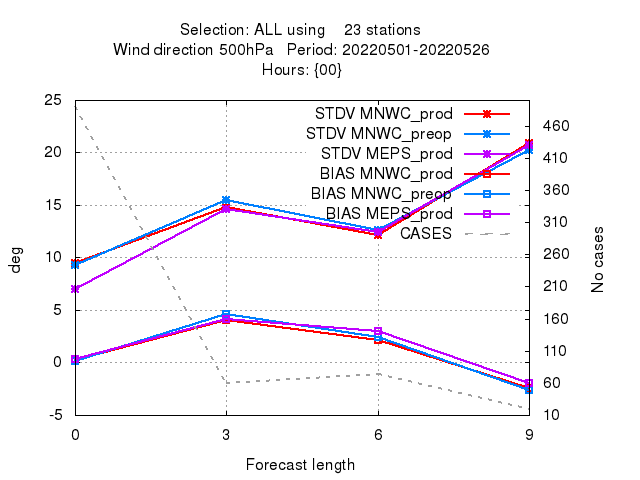 Selection: ALL using    23 stations
Wind direction 500hPa   Period: 20220501-20220526
Hours: {00}
25
20
15
10
5
0
-5
deg
STDV MNWC_prod
STDV MNWC_preop
STDV MEPS_prod
BIAS MNWC_prod
BIAS MNWC_preop
BIAS MEPS_prod
CASES
460
410
360
310
260
210
160
110
60
10
No cases
0 3 6 9
Forecast length